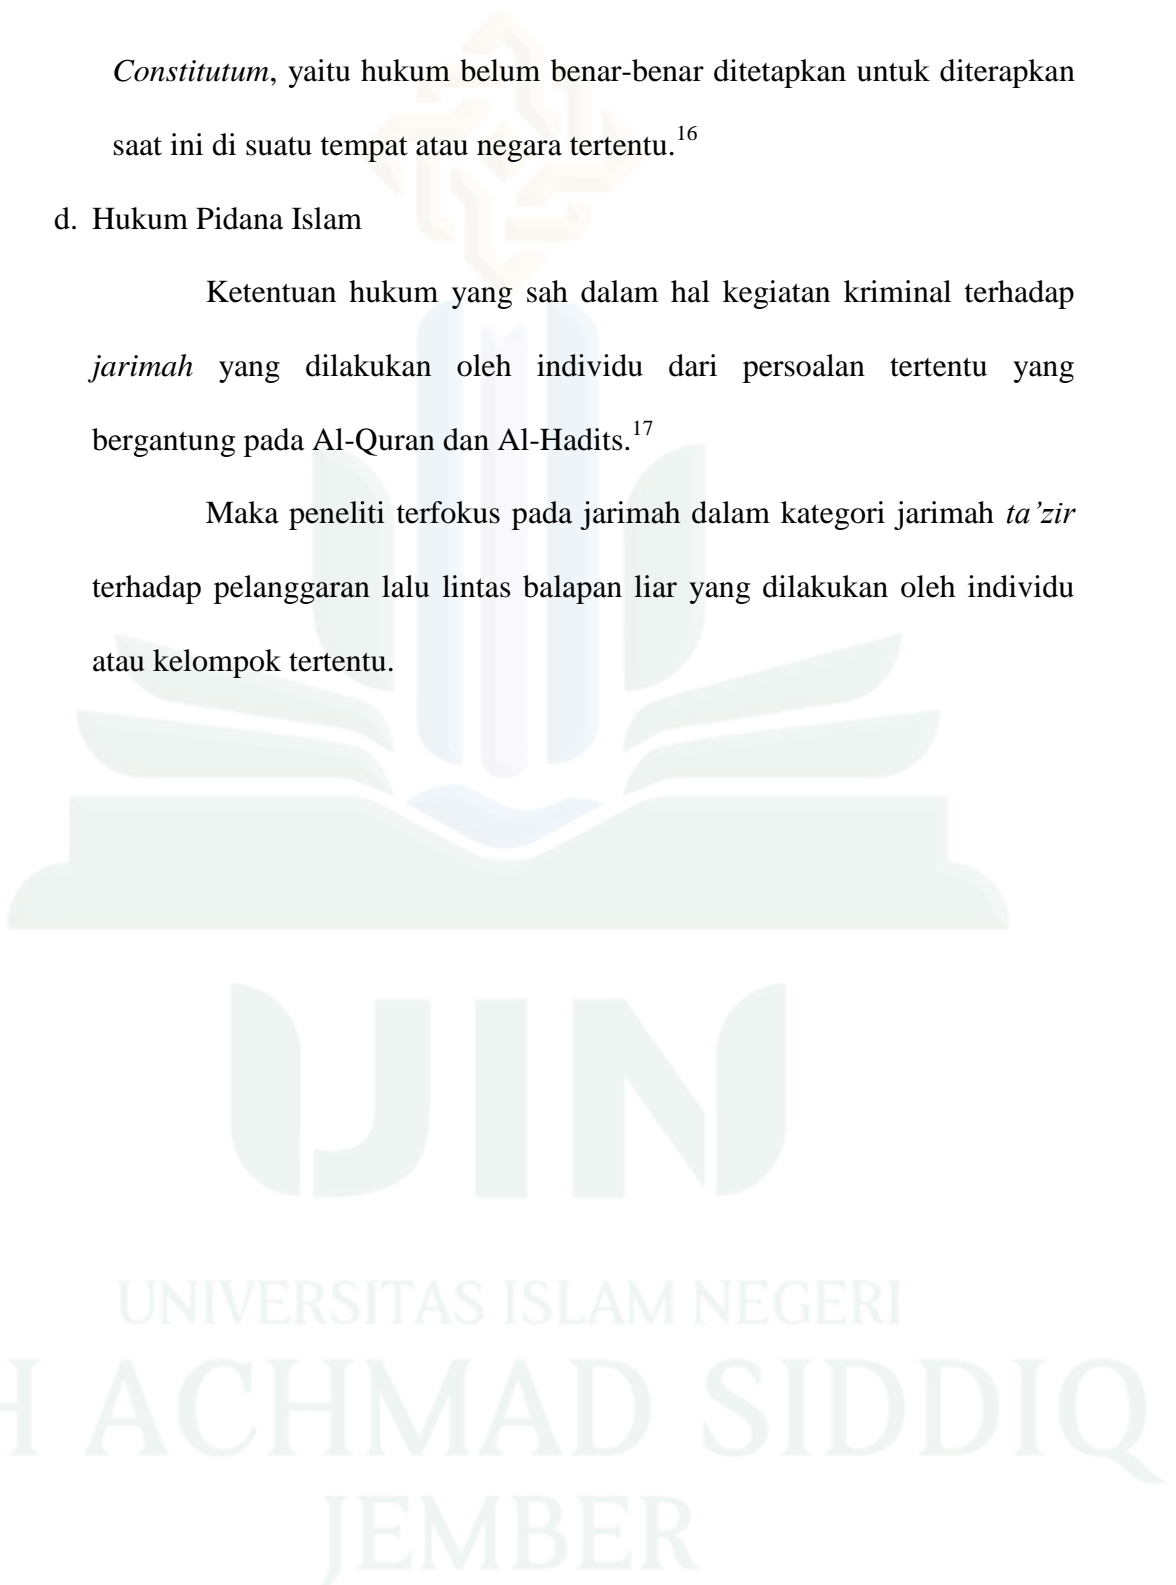 Constitutum, yaitu hukum belum benar-benar ditetapkan untuk diterapkan
saat ini di suatu tempat atau negara tertentu.16
d. Hukum Pidana Islam
Ketentuan hukum yang sah dalam hal kegiatan kriminal terhadap
jarimah yang dilakukan oleh individu dari persoalan tertentu yang
bergantung pada Al-Quran dan Al-Hadits.17
Maka peneliti terfokus pada jarimah dalam kategori jarimah ta’zir
terhadap pelanggaran lalu lintas balapan liar yang dilakukan oleh individu
atau kelompok tertentu.
UIN
UNIVERSITAS ISLAM NEGERI
H ACHMAD SIDDIQ
JEMBER